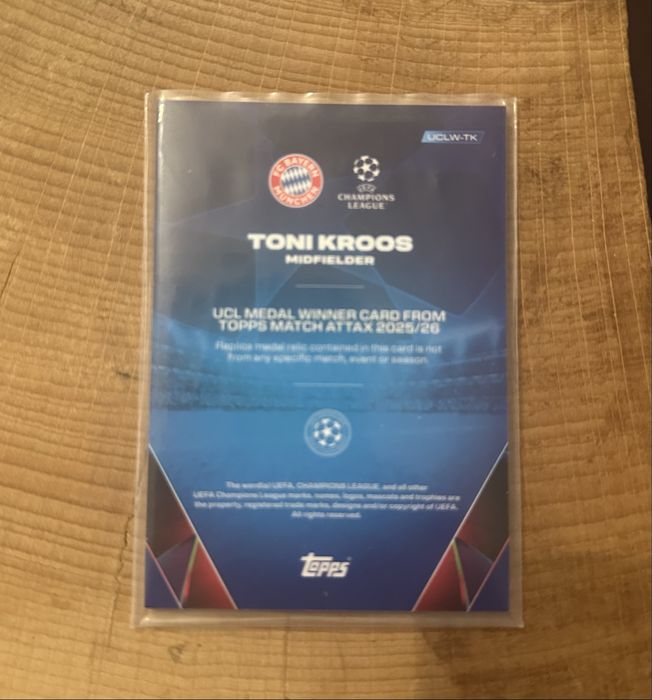 UCLW-TK
FC BAYERN
MÜNCHEN
UEFA
CHAMPIONS
LEAGUE
TONI KROOS
MIDFIELDER
UCL MEDAL WINNER CARD FROM
TOPPS MATCH ATTAX 2025/26
Replica medal relic contained in this card is not
from any specific match, event or season.
The word(s) UEFA, CHAMPIONS LEAGUE, and all other
UEFA Champions League marks, names, logos, mascots and trophies are
the property, registered trade marks, designs and/or copyright of UEFA.
All rights reserved.
topps